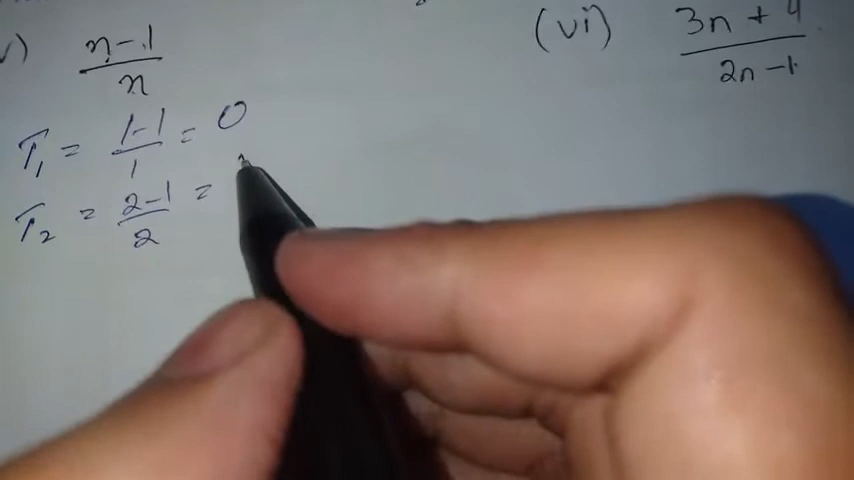 v) n-1/n
T₁ = 1-1/1 = 0
T₂ = 2-1/2 =
(vi) 3n + 4/2n -1